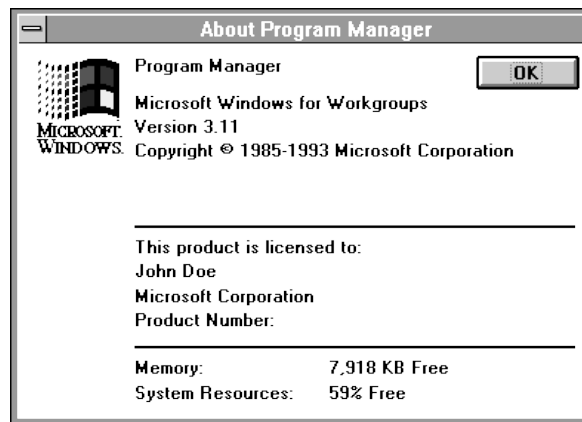 About Program Manager
Program Manager
OK
Microsoft Windows for Workgroups
MICROSOFT. Version 3.11
WINDOWS. Copyright © 1985-1993 Microsoft Corporation
This product is licensed to:
John Doe
Microsoft Corporation
Product Number:
Memory: 7,918 KB Free
System Resources: 59% Free